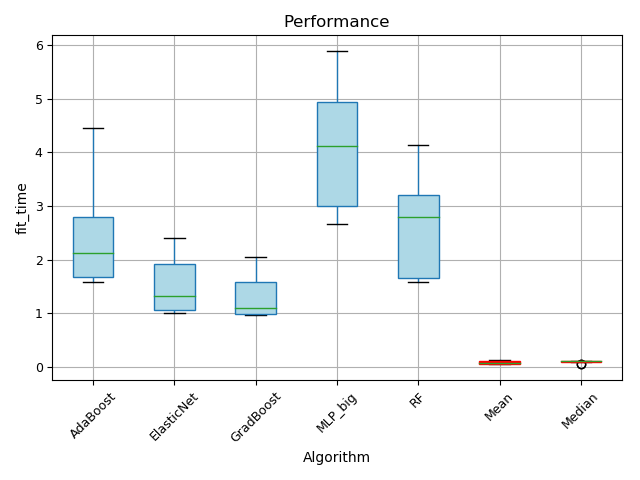 Performance
6
5
4
3
2
1
0
fit_time
AdaBoost
ElasticNet
GradBoost
MLP_big
RF
Mean
Median
Algorithm